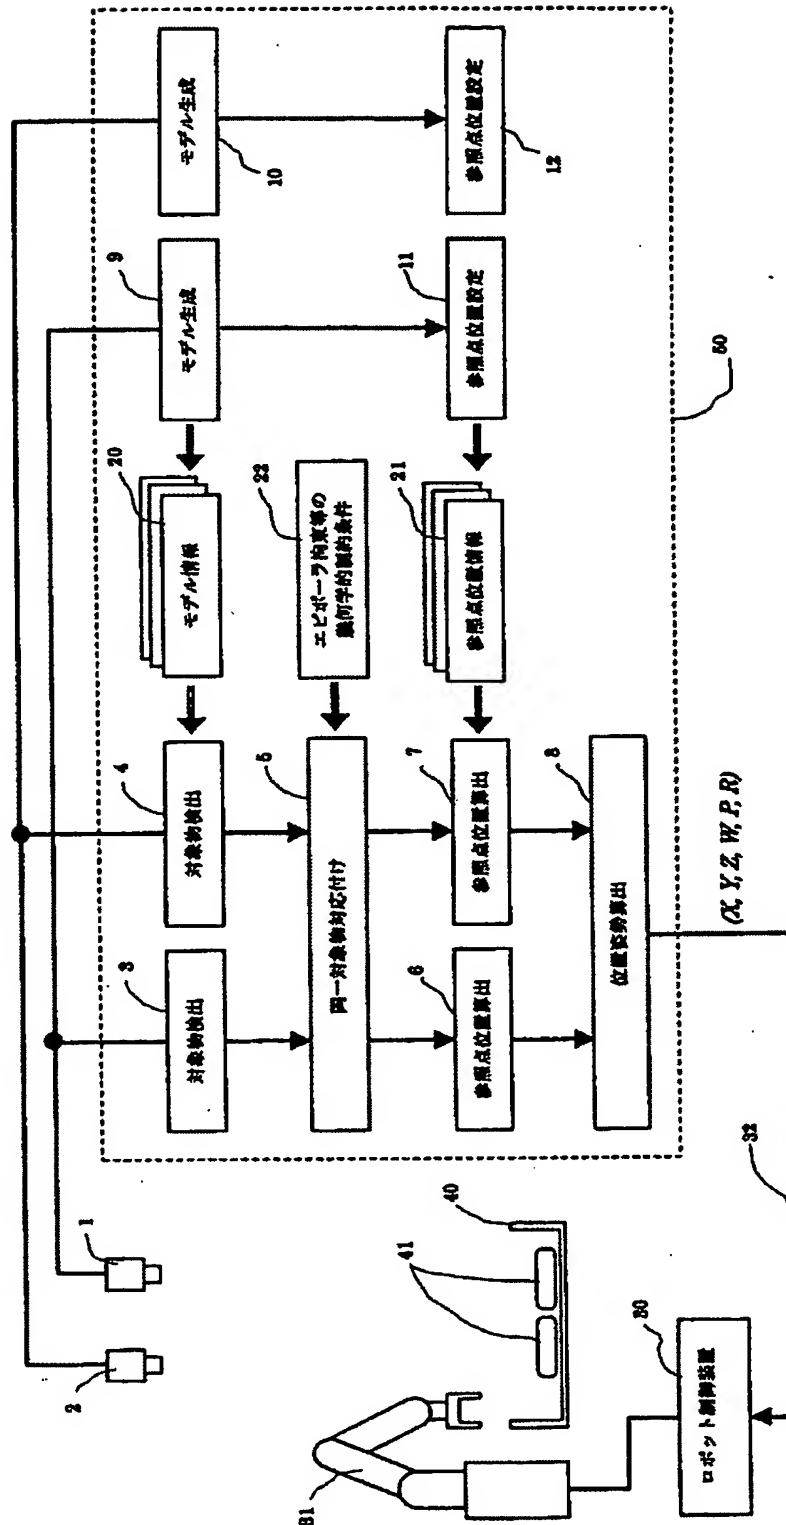 2
1
3
対象物検出
4
対象物検出
20
モデル情報
9
モデル生成
10
モデル生成
5
同一対象物対応付け
22
エピポーラ拘束等の
幾何学的制約条件
6
参照点位置算出
7
参照点位置算出
21
参照点位置情報
11
参照点位置設定
12
参照点位置設定
8
位置姿勢算出
50
(X, Y, Z, W, P, R)
31
41
40
30
ロボット制御装置
32